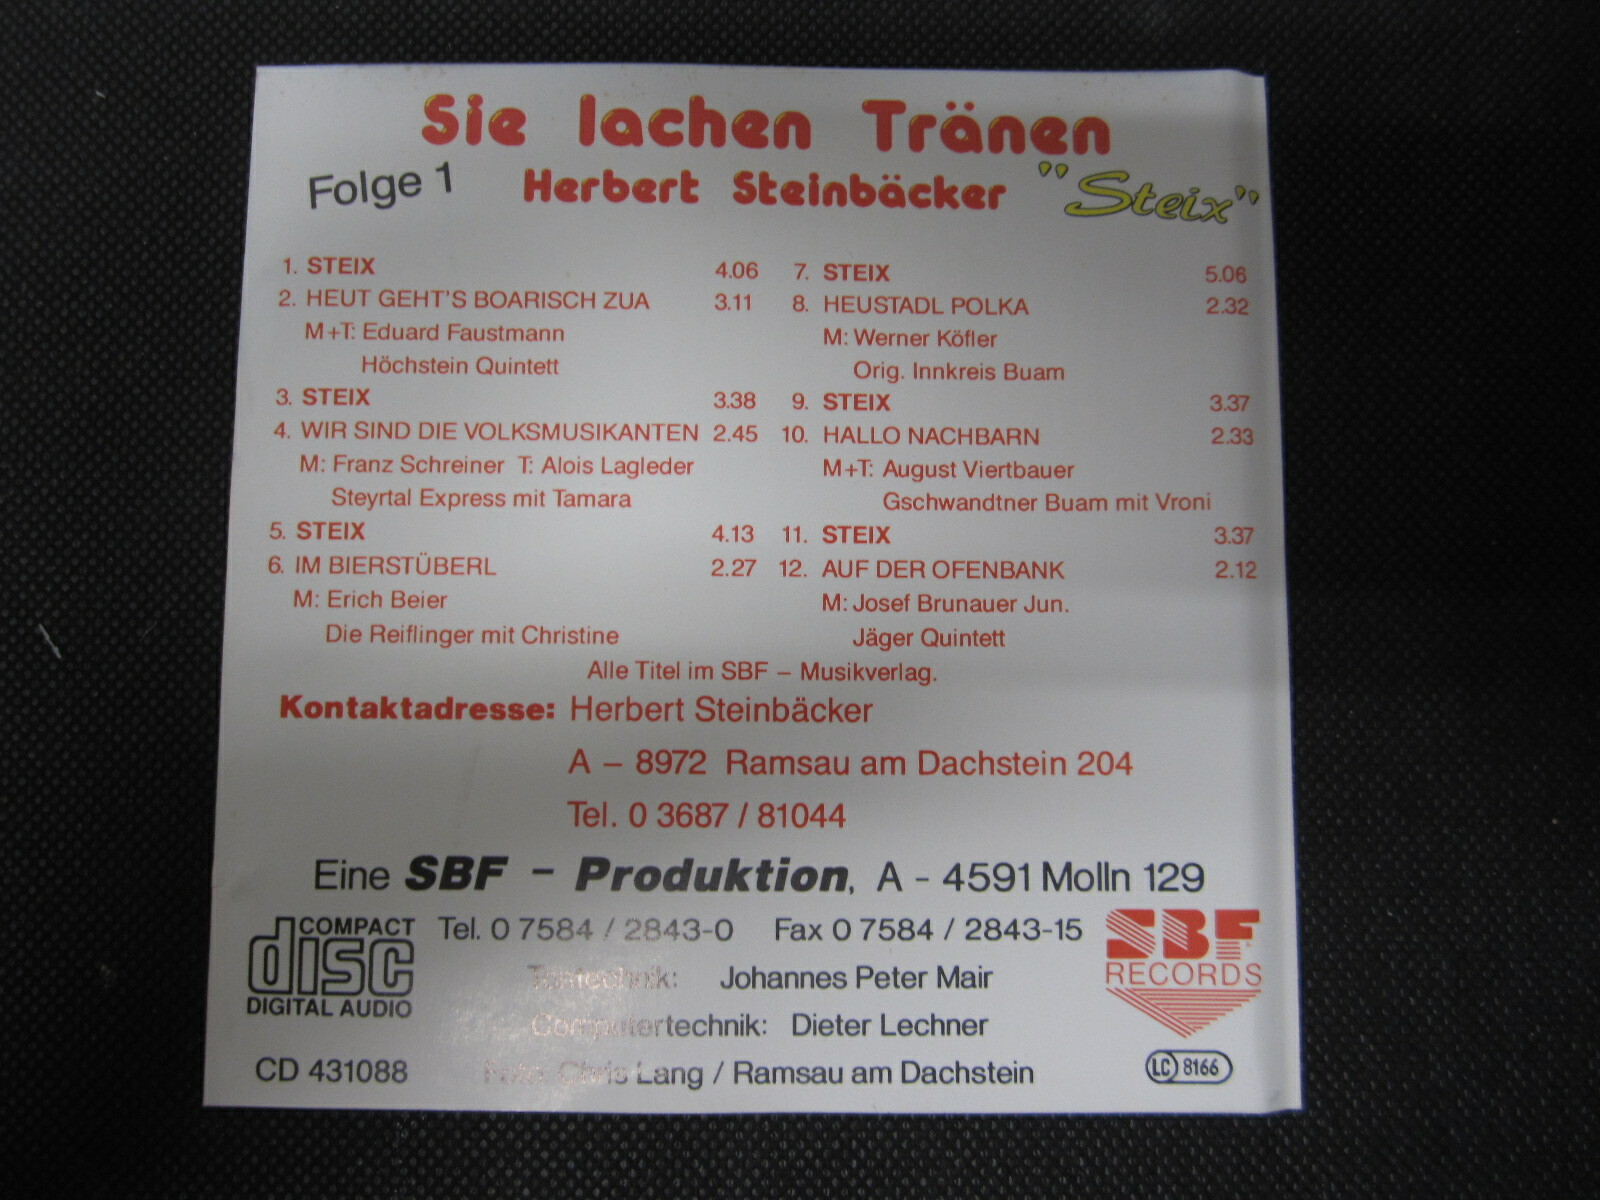 Sie lachen Tränen
Folge 1 Herbert Steinbäcker "Steix"
1. STEIX 4.06
2. HEUT GEHT'S BOARISCH ZUA 3.11
M+T: Eduard Faustmann
Höchstein Quintett
3. STEIX 3.38
4. WIR SIND DIE VOLKSMUSIKANTEN 2.45
M: Franz Schreiner T: Alois Lagleder
Steyrtal Express mit Tamara
5. STEIX 4.13
6. IM BIERSTÜBERL 2.27
M: Erich Beier
Die Reiflinger mit Christine
7. STEIX 5.06
8. HEUSTADL POLKA 2.32
M: Werner Köfler
Orig. Innkreis Buam
9. STEIX 3.37
10. HALLO NACHBARN 2.33
M+T: August Viertbauer
Gschwandtner Buam mit Vroni
11. STEIX 3.37
12. AUF DER OFENBANK 2.12
M: Josef Brunauer Jun.
Jäger Quintett
Alle Titel im SBF – Musikverlag.
Kontaktadresse: Herbert Steinbäcker
A – 8972 Ramsau am Dachstein 204
Tel. 0 3687 / 81044
Eine SBF - Produktion, A - 4591 Molln 129
Tel. 0 7584 / 2843-0 Fax 0 7584 / 2843-15
Tontechnik: Johannes Peter Mair
Computertechnik: Dieter Lechner
Foto: Chris Lang / Ramsau am Dachstein
COMPACT
disc
DIGITAL AUDIO
CD 431088
SBF
RECORDS
LC 8166